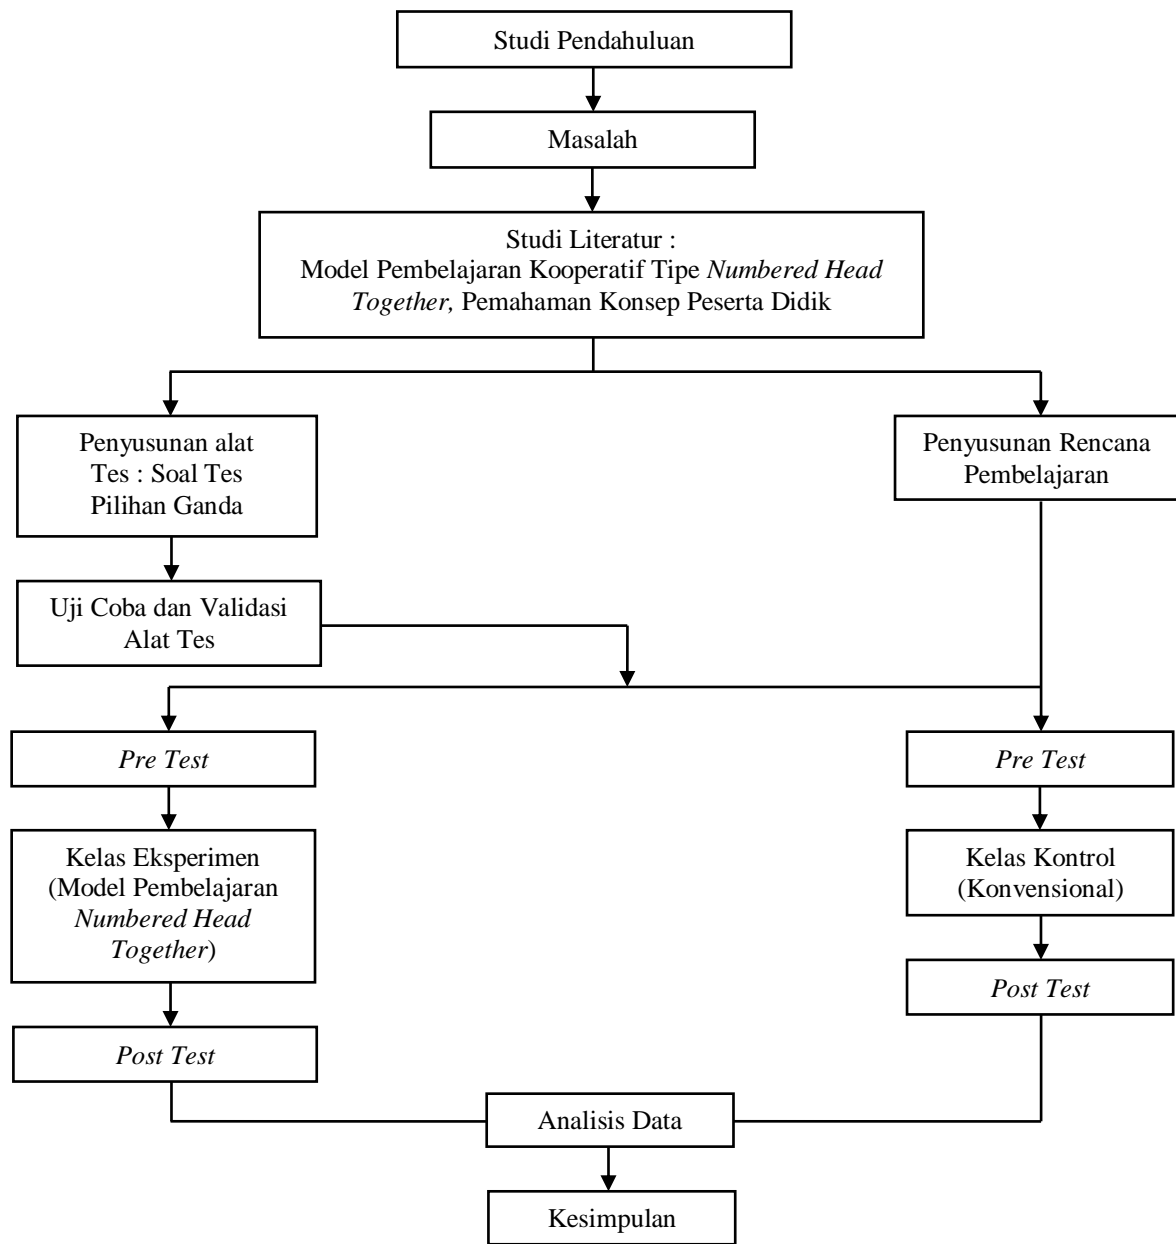 Studi Pendahuluan
Masalah
Studi Literatur :
Model Pembelajaran Kooperatif Tipe Numbered Head
Together, Pemahaman Konsep Peserta Didik
Penyusunan alat
Tes : Soal Tes
Pilihan Ganda
Penyusunan Rencana
Pembelajaran
Uji Coba dan Validasi
Alat Tes
Pre Test
Pre Test
Kelas Eksperimen
(Model Pembelajaran
Numbered Head
Together)
Kelas Kontrol
(Konvensional)
Post Test
Post Test
Analisis Data
Kesimpulan